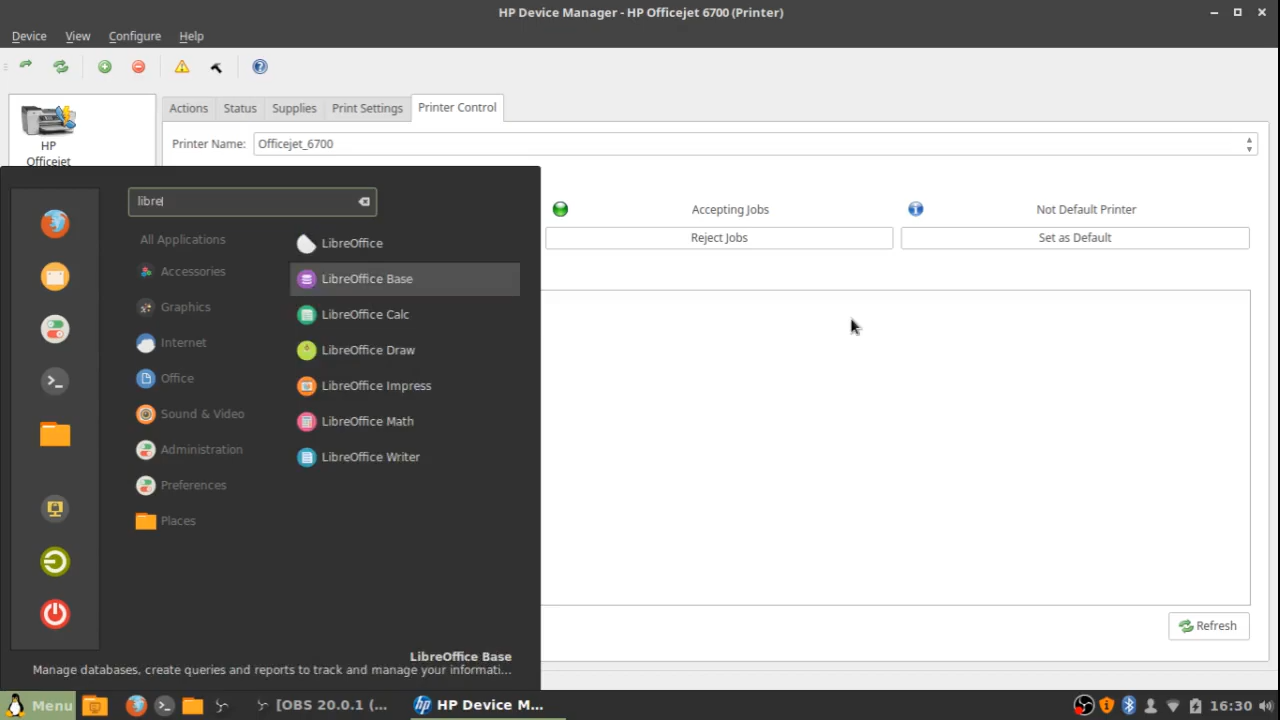 HP Device Manager - HP Officejet 6700 (Printer)
Device View Configure Help
HP
Officejet
Actions Status Supplies Print Settings Printer Control
Printer Name: Officejet_6700
Accepting Jobs
Not Default Printer
Reject Jobs
Set as Default
Refresh
libre
All Applications
Accessories
Graphics
Internet
Office
Sound & Video
Administration
Preferences
Places
LibreOffice
LibreOffice Base
LibreOffice Calc
LibreOffice Draw
LibreOffice Impress
LibreOffice Math
LibreOffice Writer
LibreOffice Base
Manage databases, create queries and reports to track and manage your informati...
Menu
[OBS 20.0.1 (...
hp HP Device M...
16:30